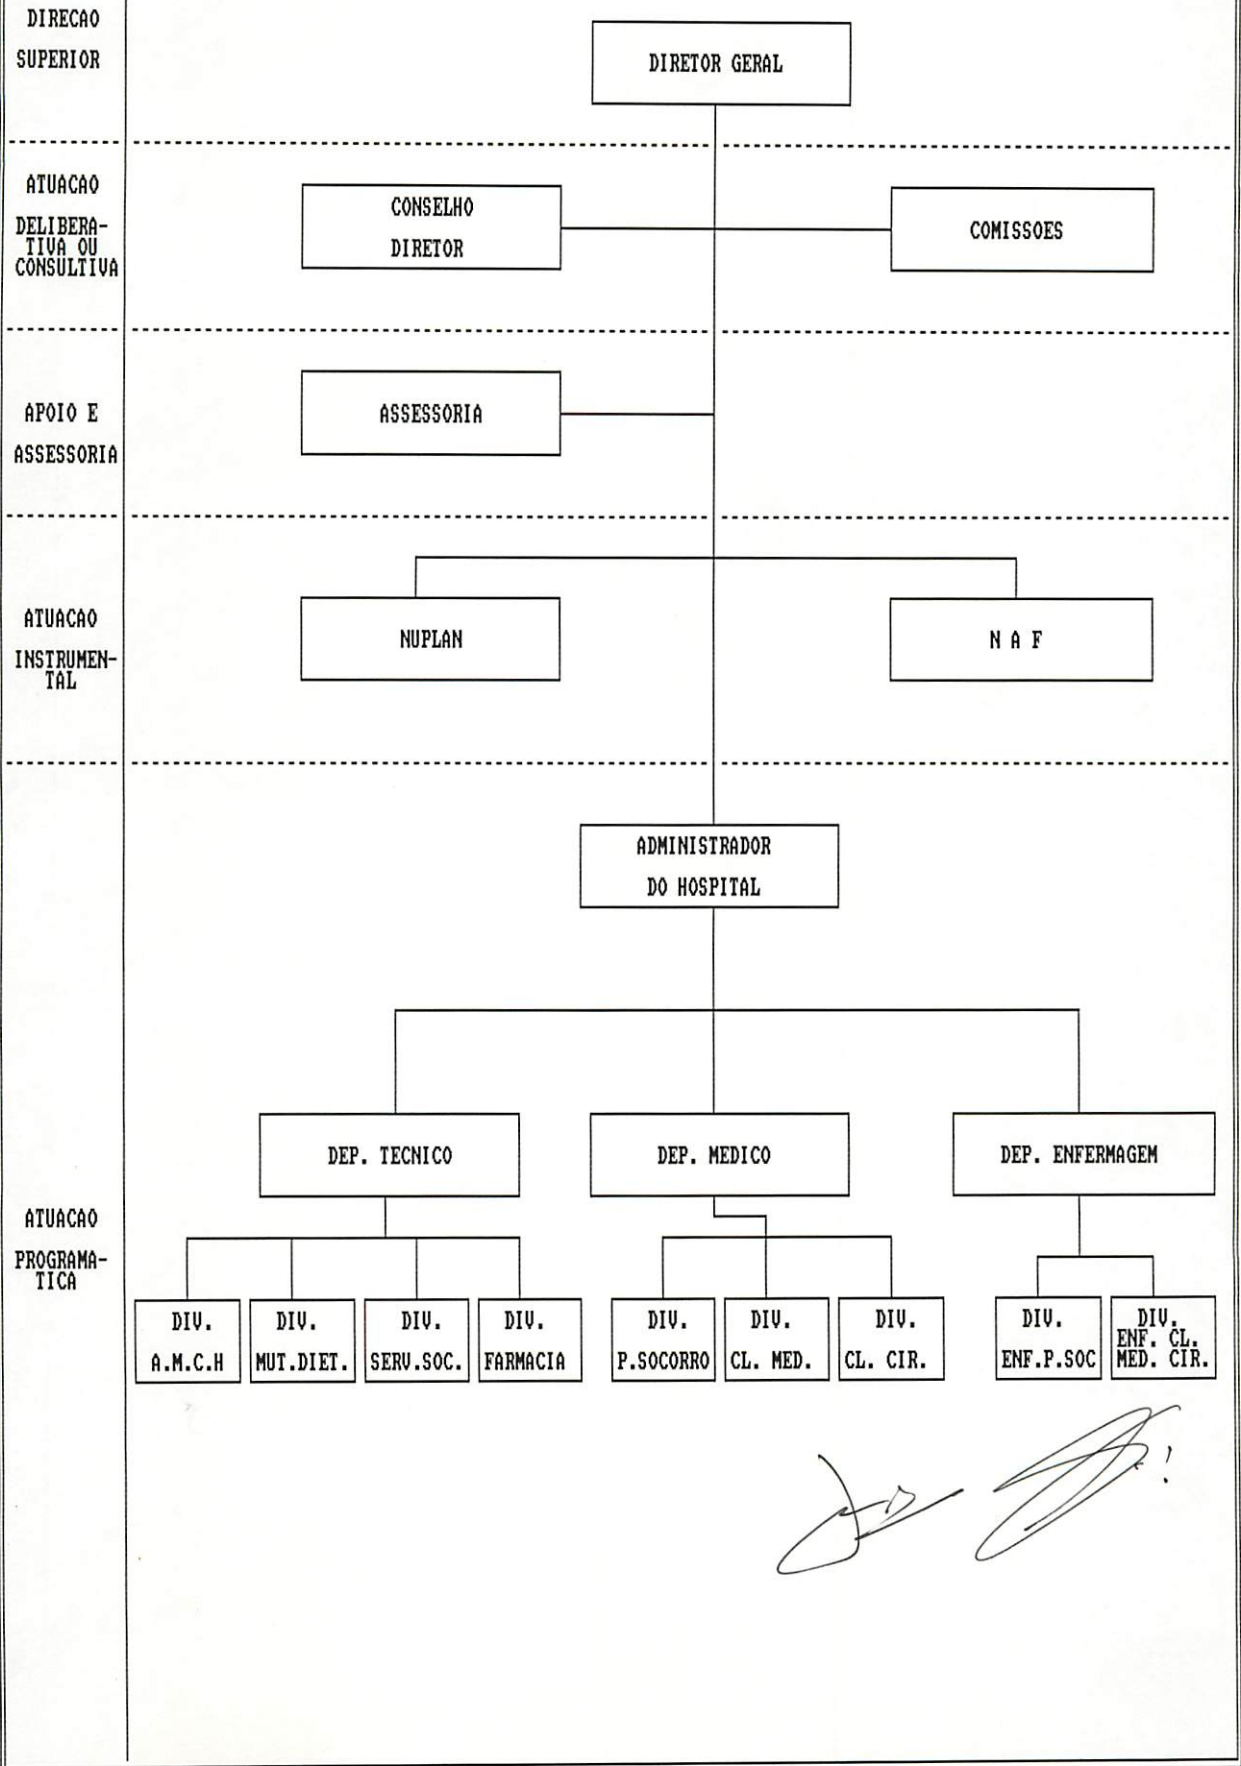 DIRECAO
SUPERIOR
DIRETOR GERAL
ATUACAO
DELIBERA-
TIVA OU
CONSULTIVA
CONSELHO
DIRETOR
COMISSOES
APOIO E
ASSESSORIA
ASSESSORIA
ATUACAO
INSTRUMEN-
TAL
NUPLAN
N A F
ADMINISTRADOR
DO HOSPITAL
ATUACAO
PROGRAMA-
TICA
DEP. TECNICO
DEP. MEDICO
DEP. ENFERMAGEM
DIV.
A.M.C.H
DIV.
MUT.DIET.
DIV.
SERV.SOC.
DIV.
FARMACIA
DIV.
P.SOCORRO
DIV.
CL. MED.
DIV.
CL. CIR.
DIV.
ENF.P.SOC
DIV.
ENF. CL.
MED. CIR.